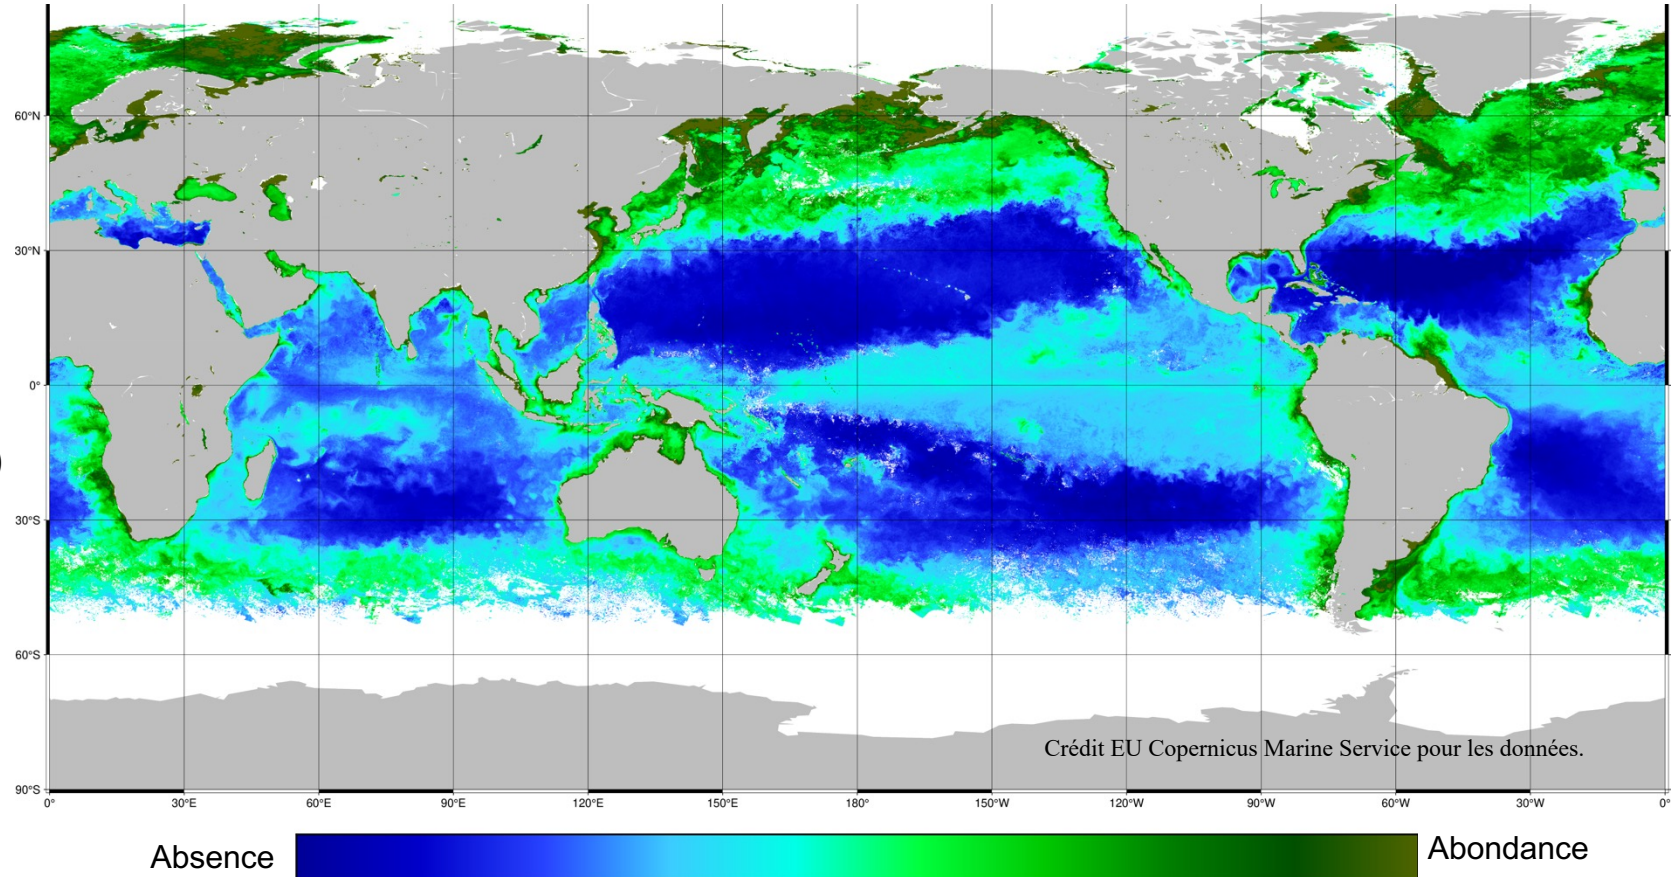 60°N
30°N
0°
)
30°S
60°S
Crédit EU Copernicus Marine Service pour les données.
90°S
0° 30°E 60°E 90°E 120°E 150°E 180° 150°W 120°W 90°W 60°W 30°W 0°
Absence Abondance